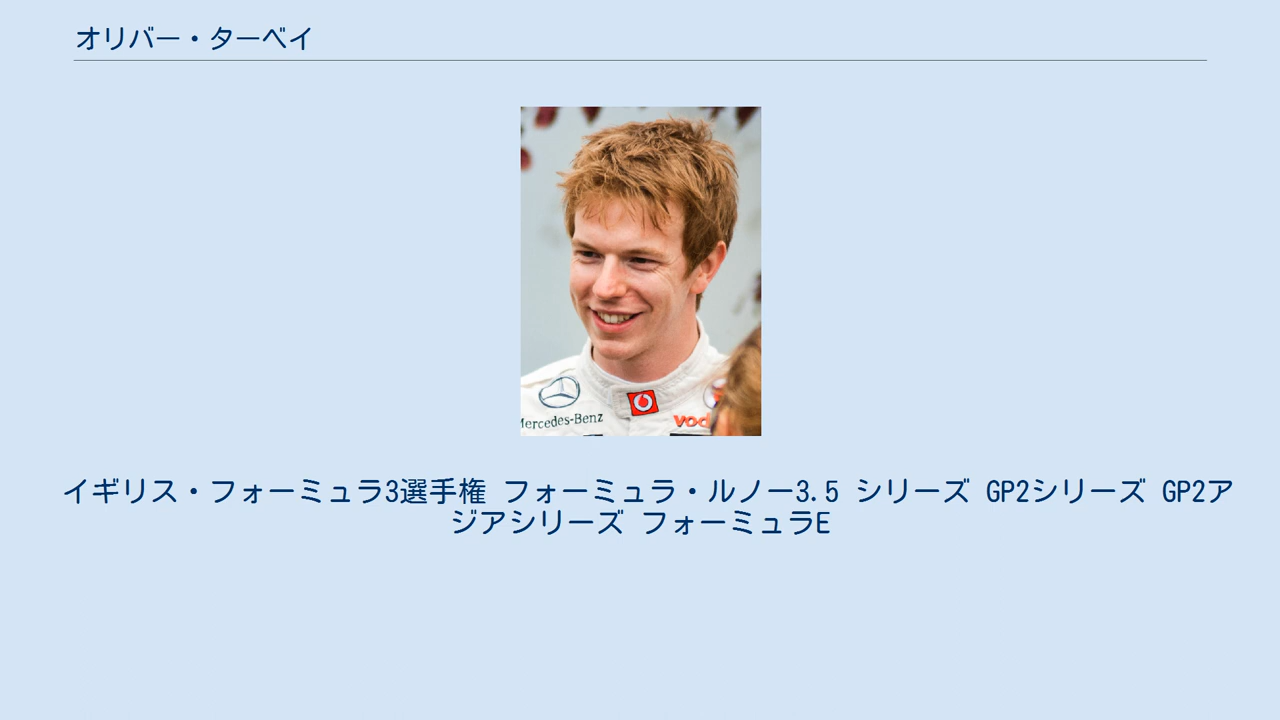 オリバー・ターベイ
Mercedes-Benz
イギリス・フォーミュラ3選手権 フォーミュラ・ルノー3.5 シリーズ GP2シリーズ GP2ア
ジアシリーズ フォーミュラE